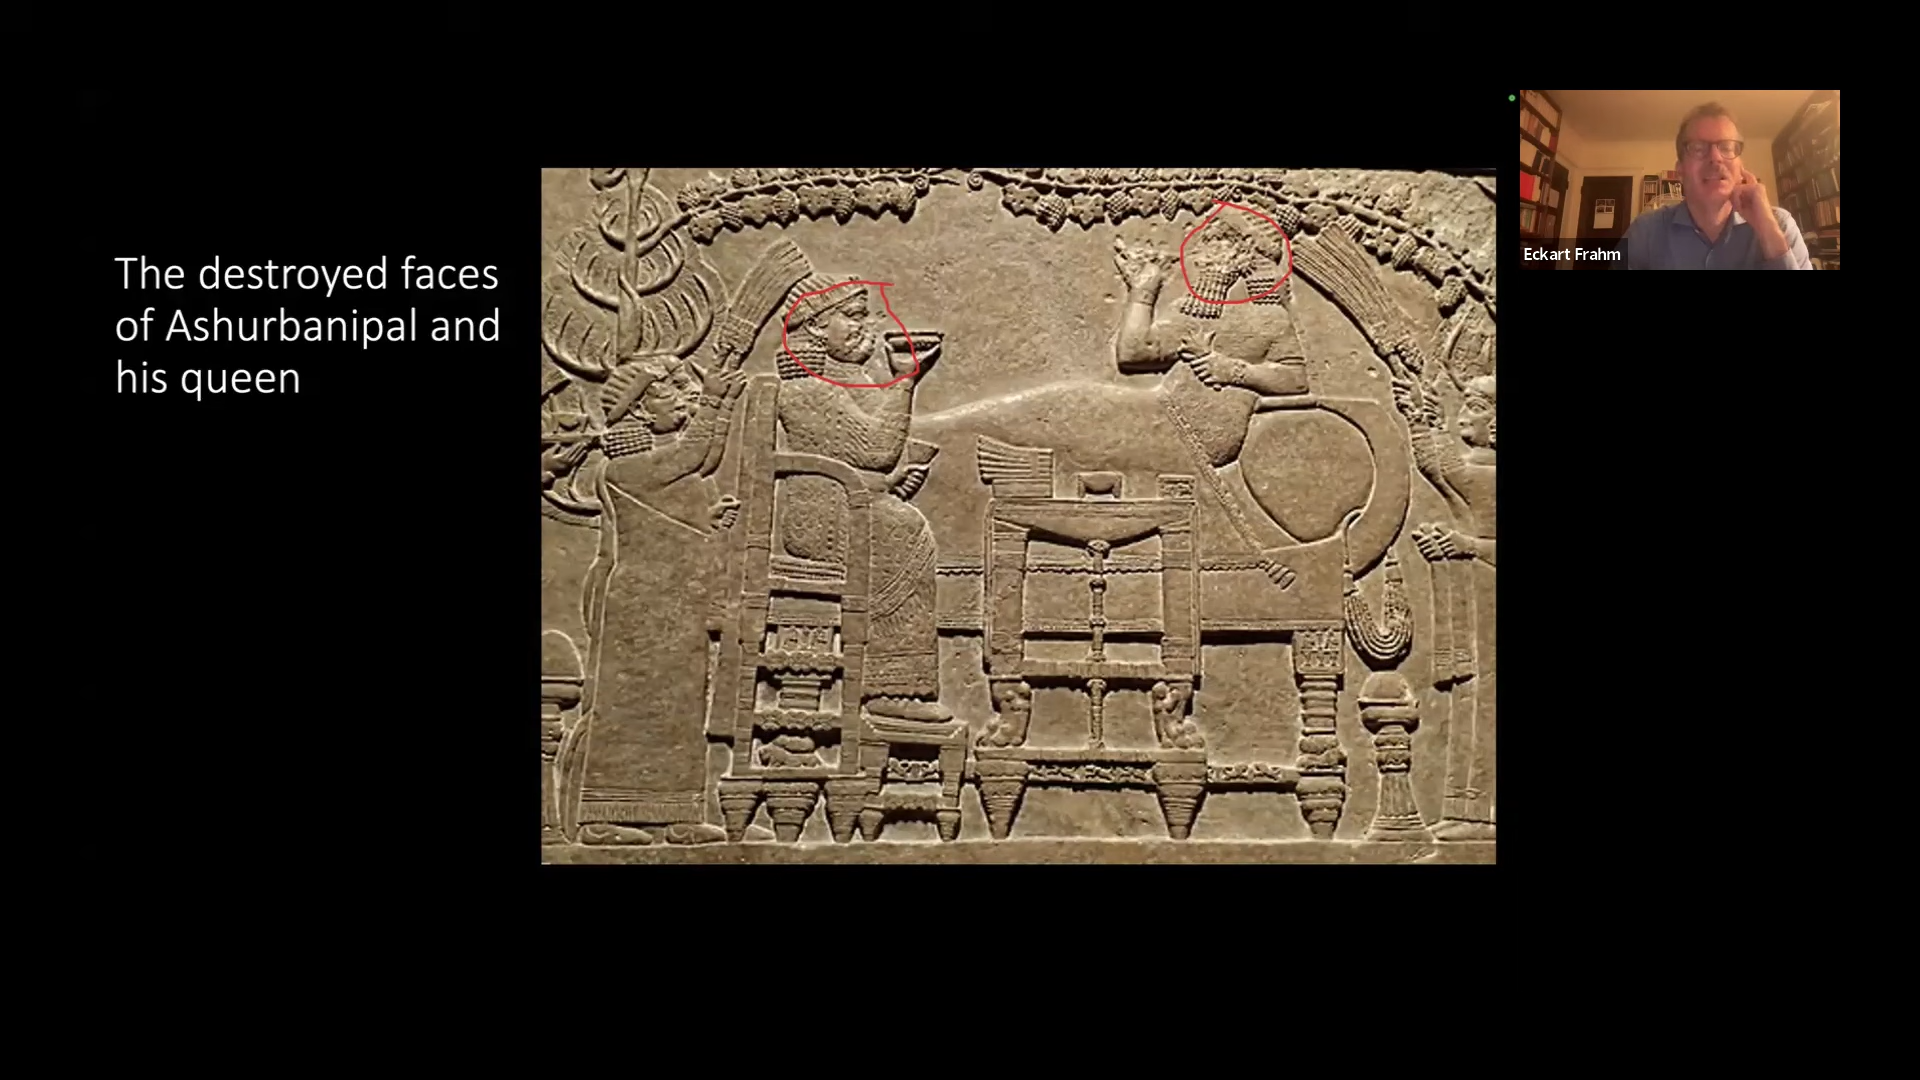 The destroyed faces
of Ashurbanipal and
his queen
Eckart Frahm